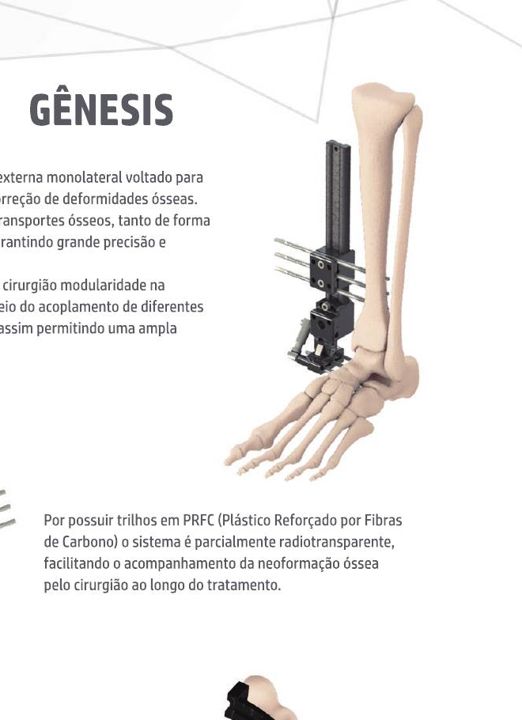 GÊNESIS
externa monolateral voltado para
orreção de deformidades ósseas.
ransportes ósseos, tanto de forma
rantindo grande precisão e
cirurgião modularidade na
eio do acoplamento de diferentes
assim permitindo uma ampla
Por possuir trilhos em PRFC (Plástico Reforçado por Fibras
de Carbono) o sistema é parcialmente radiotransparente,
facilitando o acompanhamento da neoformação óssea
pelo cirurgião ao longo do tratamento.